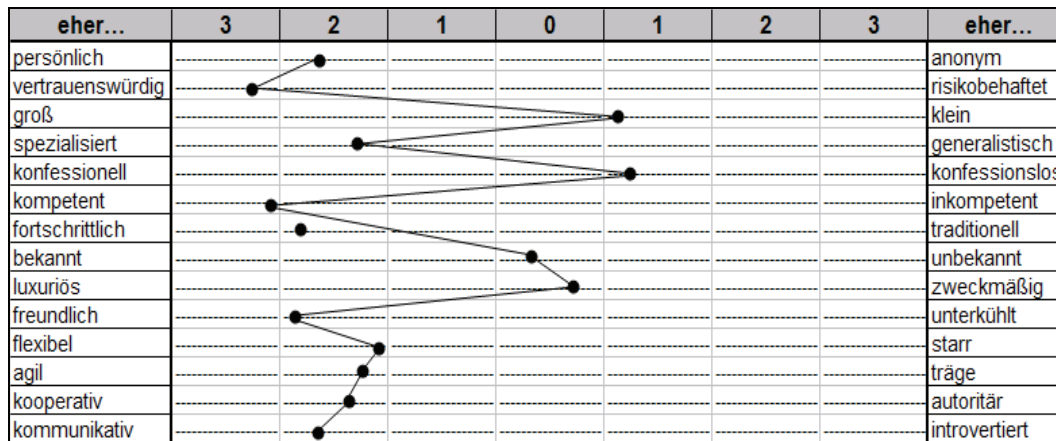 eher... 3 2 1 0 1 2 3 eher...
persönlich anonym
vertrauenswürdig risikobehaftet
groß klein
spezialisiert generalistisch
konfessionell konfessionslos
kompetent inkompetent
fortschrittlich traditionell
bekannt unbekannt
luxuriös zweckmäßig
freundlich unterkühlt
flexibel starr
agil träge
kooperativ autoritär
kommunikativ introvertiert